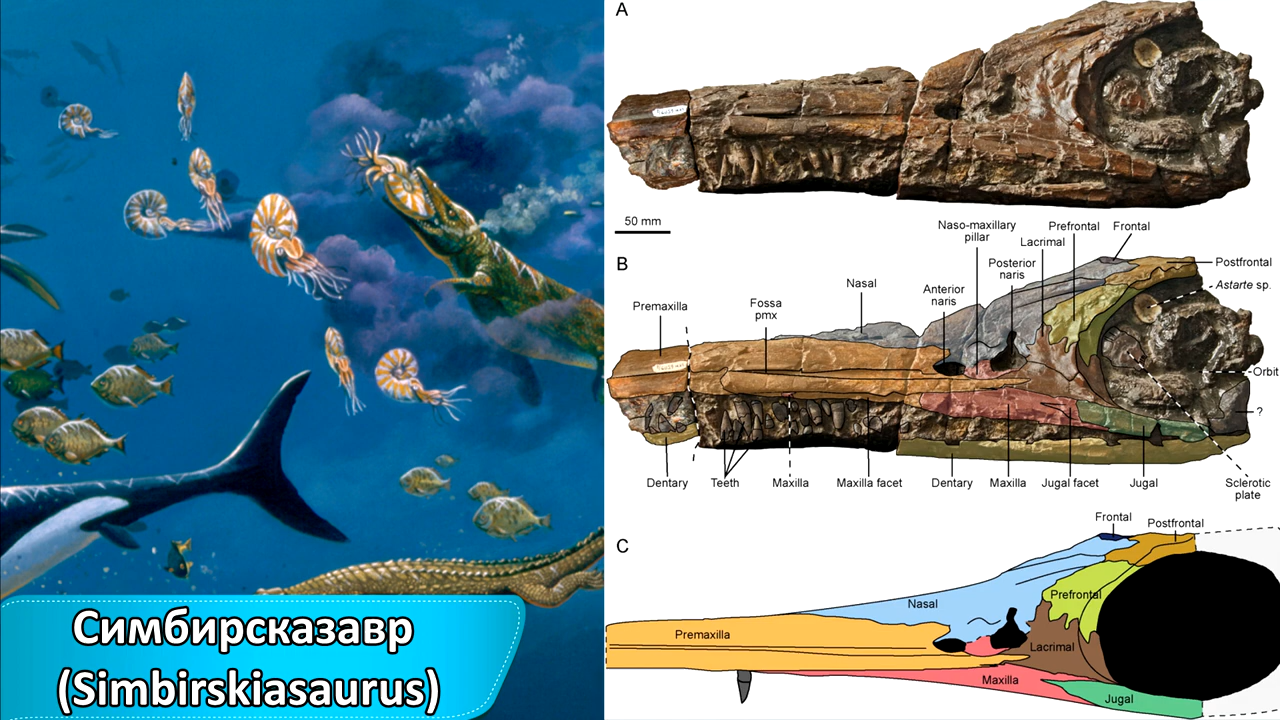 A
50 mm
B
Premaxilla
Fossa
pmx
Nasal
Anterior
naris
Naso-maxillary
pillar
Posterior
naris
Lacrimal
Prefrontal
Frontal
Postfrontal
Astarte sp.
Orbit
?
Dentary
Teeth
Maxilla
Maxilla facet
Dentary
Maxilla
Jugal facet
Jugal
Sclerotic
plate
C
Frontal
Postfrontal
Prefrontal
Nasal
Premaxilla
Lacrimal
Maxilla
Jugal
Симбирсказавр
(Simbirskiasaurus)